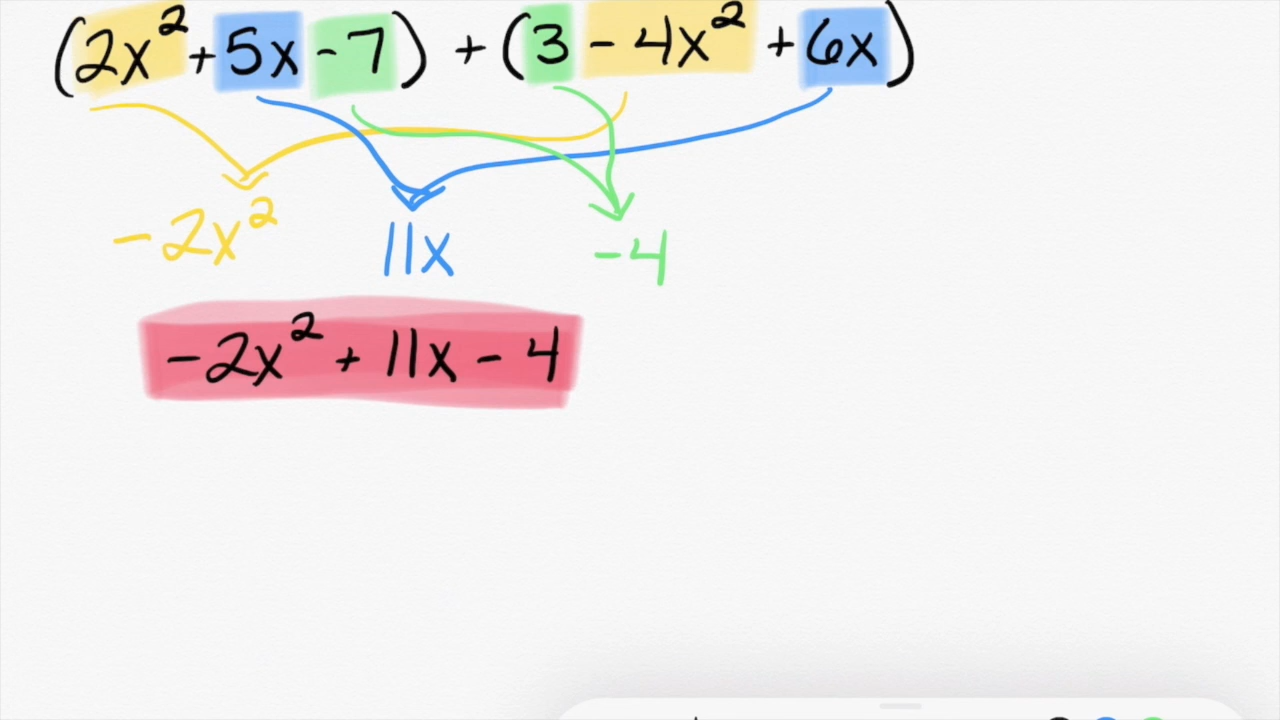 (2x² + 5x - 7) + (3 - 4x² + 6x)
-2x² 11x -4
-2x² + 11x - 4